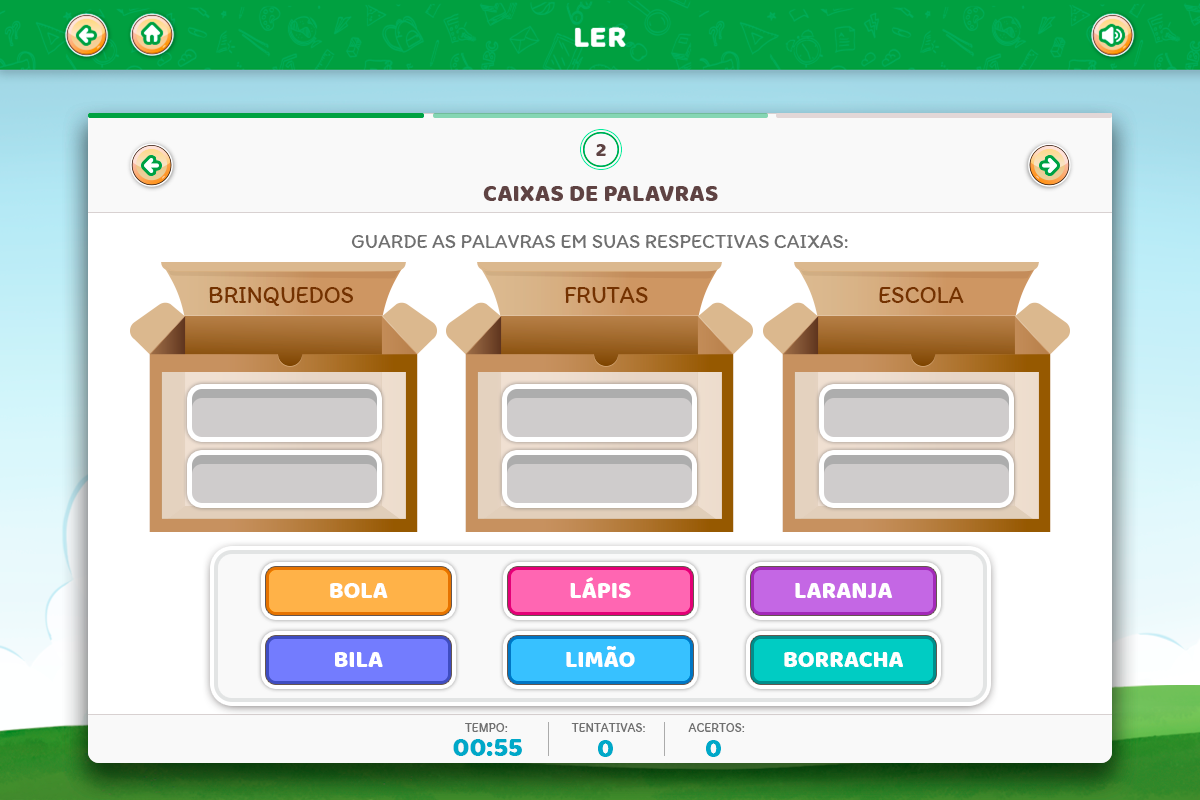 LER
2
CAIXAS DE PALAVRAS
GUARDE AS PALAVRAS EM SUAS RESPECTIVAS CAIXAS:
BRINQUEDOS FRUTAS ESCOLA
BOLA LÁPIS LARANJA
BILA LIMÃO BORRACHA
TEMPO: TENTATIVAS: ACERTOS:
00:55 0 0